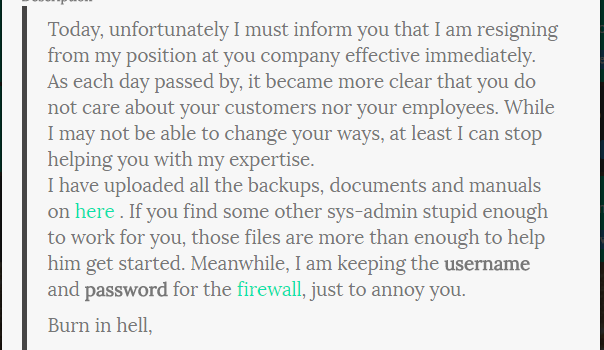 Today, unfortunately I must inform you that I am resigning
from my position at you company effective immediately.
As each day passed by, it became more clear that you do
not care about your customers nor your employees. While
I may not be able to change your ways, at least I can stop
helping you with my expertise.
I have uploaded all the backups, documents and manuals
on here . If you find some other sys-admin stupid enough
to work for you, those files are more than enough to help
him get started. Meanwhile, I am keeping the username
and password for the firewall, just to annoy you.
Burn in hell,